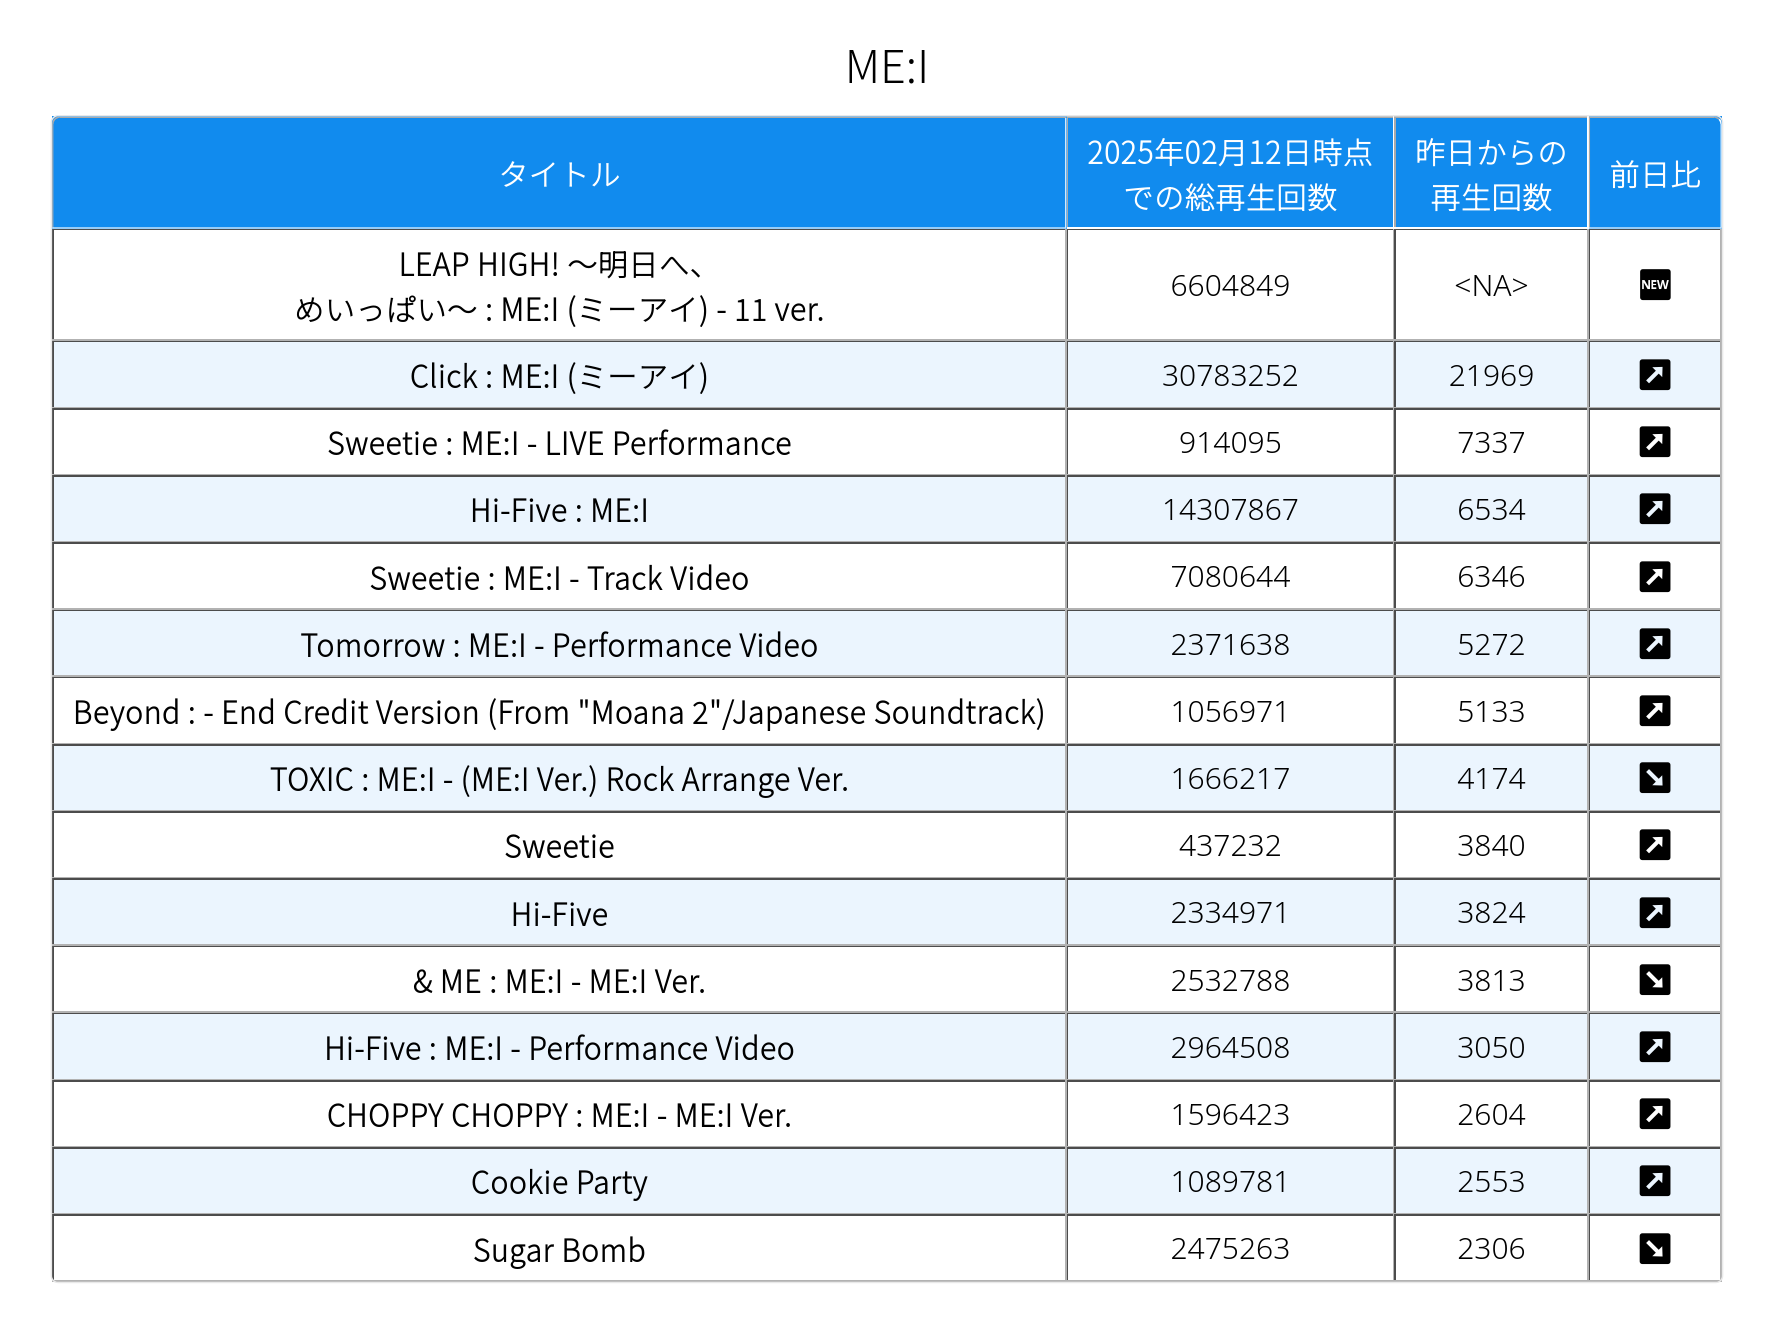 ME:I
タイトル
2025年02月12日時点
での総再生回数
昨日からの
再生回数
前日比
LEAP HIGH! 〜明日へ、
めいっぱい〜 : ME:I (ミーアイ) - 11 ver.
6604849
<NA>
NEW
Click : ME:I (ミーアイ)
30783252
21969
Sweetie : ME:I - LIVE Performance
914095
7337
Hi-Five : ME:I
14307867
6534
Sweetie : ME:I - Track Video
7080644
6346
Tomorrow : ME:I - Performance Video
2371638
5272
Beyond : - End Credit Version (From "Moana 2"/Japanese Soundtrack)
1056971
5133
TOXIC : ME:I - (ME:I Ver.) Rock Arrange Ver.
1666217
4174
Sweetie
437232
3840
Hi-Five
2334971
3824
& ME : ME:I - ME:I Ver.
2532788
3813
Hi-Five : ME:I - Performance Video
2964508
3050
CHOPPY CHOPPY : ME:I - ME:I Ver.
1596423
2604
Cookie Party
1089781
2553
Sugar Bomb
2475263
2306